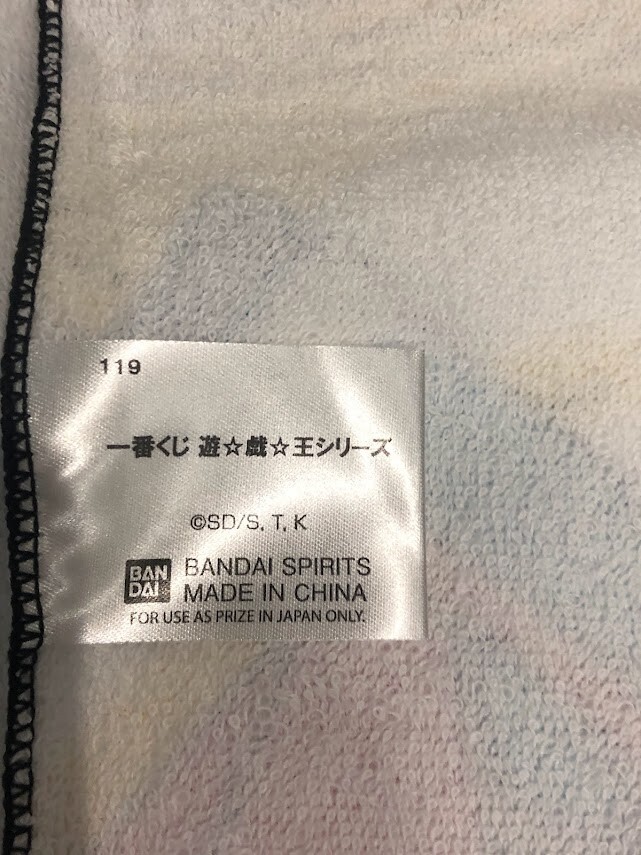 119
一番くじ 遊☆戯☆王シリーズ
©SD/S, T, K
BAN
DAI
BANDAI SPIRITS
MADE IN CHINA
FOR USE AS PRIZE IN JAPAN ONLY.